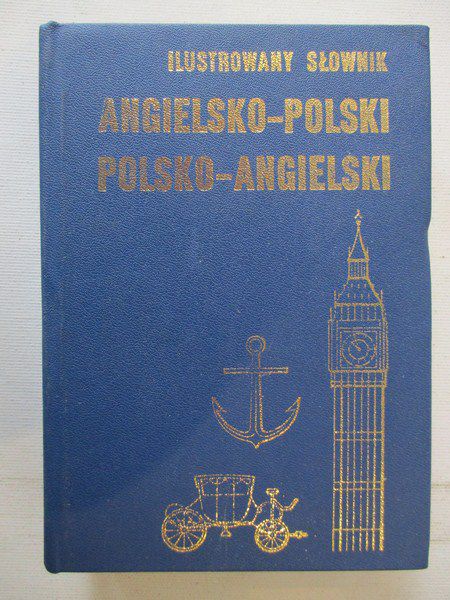 ILUSTROWANY SŁOWNIK
ANGIELSKO-POLSKI
POLSKO-ANGIELSKI